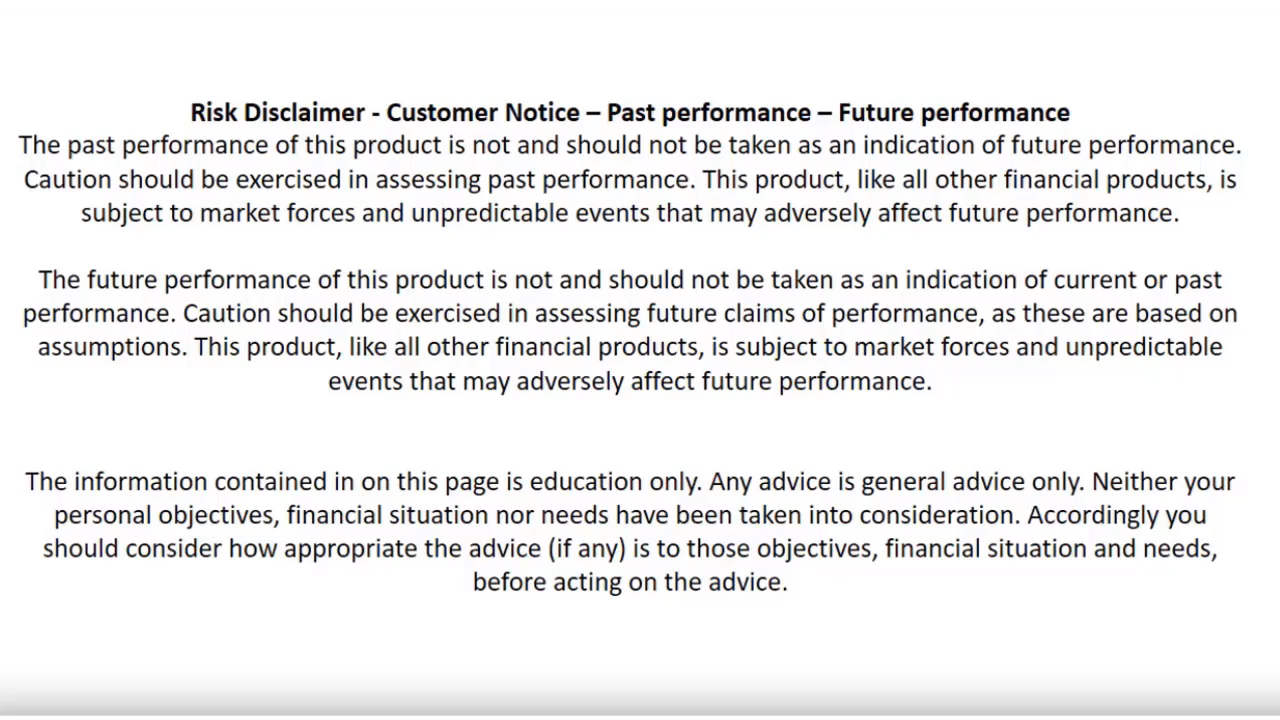 Risk Disclaimer - Customer Notice – Past performance – Future performance
The past performance of this product is not and should not be taken as an indication of future performance.
Caution should be exercised in assessing past performance. This product, like all other financial products, is
subject to market forces and unpredictable events that may adversely affect future performance.
The future performance of this product is not and should not be taken as an indication of current or past
performance. Caution should be exercised in assessing future claims of performance, as these are based on
assumptions. This product, like all other financial products, is subject to market forces and unpredictable
events that may adversely affect future performance.
The information contained in on this page is education only. Any advice is general advice only. Neither your
personal objectives, financial situation nor needs have been taken into consideration. Accordingly you
should consider how appropriate the advice (if any) is to those objectives, financial situation and needs,
before acting on the advice.